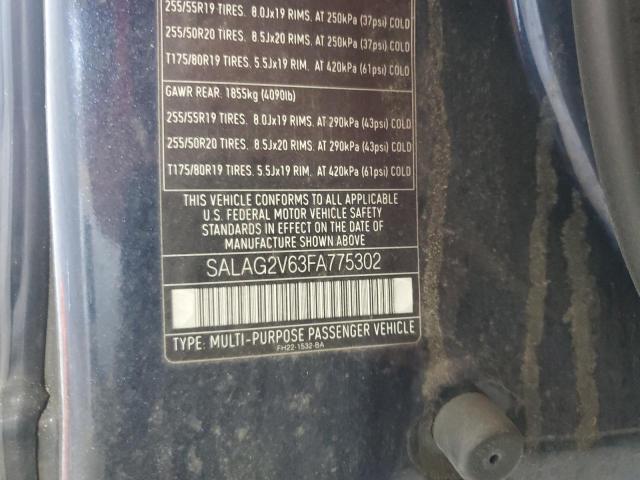 255/55R19 TIRES. 8.0Jx19 RIMS. AT 250kPa (37psi) COLD
255/50R20 TIRES. 8.5Jx20 RIMS. AT 250kPa (37psi) COLD
T175/80R19 TIRES. 5.5Jx19 RIM. AT 420kPa (61psi) COLD
GAWR REAR: 1855kg (4090lb)
255/55R19 TIRES. 8.0Jx19 RIMS. AT 290kPa (43psi) COLD
255/50R20 TIRES. 8.5Jx20 RIMS. AT 290kPa (43psi) COLD
T175/80R19 TIRES. 5.5Jx19 RIM. AT 420kPa (61psi) COLD
THIS VEHICLE CONFORMS TO ALL APPLICABLE
U.S. FEDERAL MOTOR VEHICLE SAFETY
STANDARDS IN EFFECT ON THE DATE OF
MANUFACTURE SHOWN ABOVE
SALAG2V63FA775302
TYPE: MULTI-PURPOSE PASSENGER VEHICLE
FH22-1532-BA